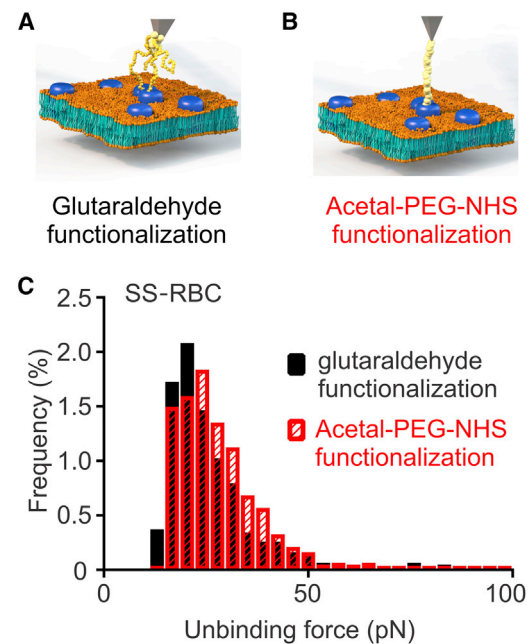 A
B
Glutaraldehyde
functionalization
Acetal-PEG-NHS
functionalization
C
SS-RBC
2.5
2.0
1.5
1.0
0.5
0
Frequency (%)
glutaraldehyde
functionalization
Acetal-PEG-NHS
functionalization
0
50
100
Unbinding force (pN)